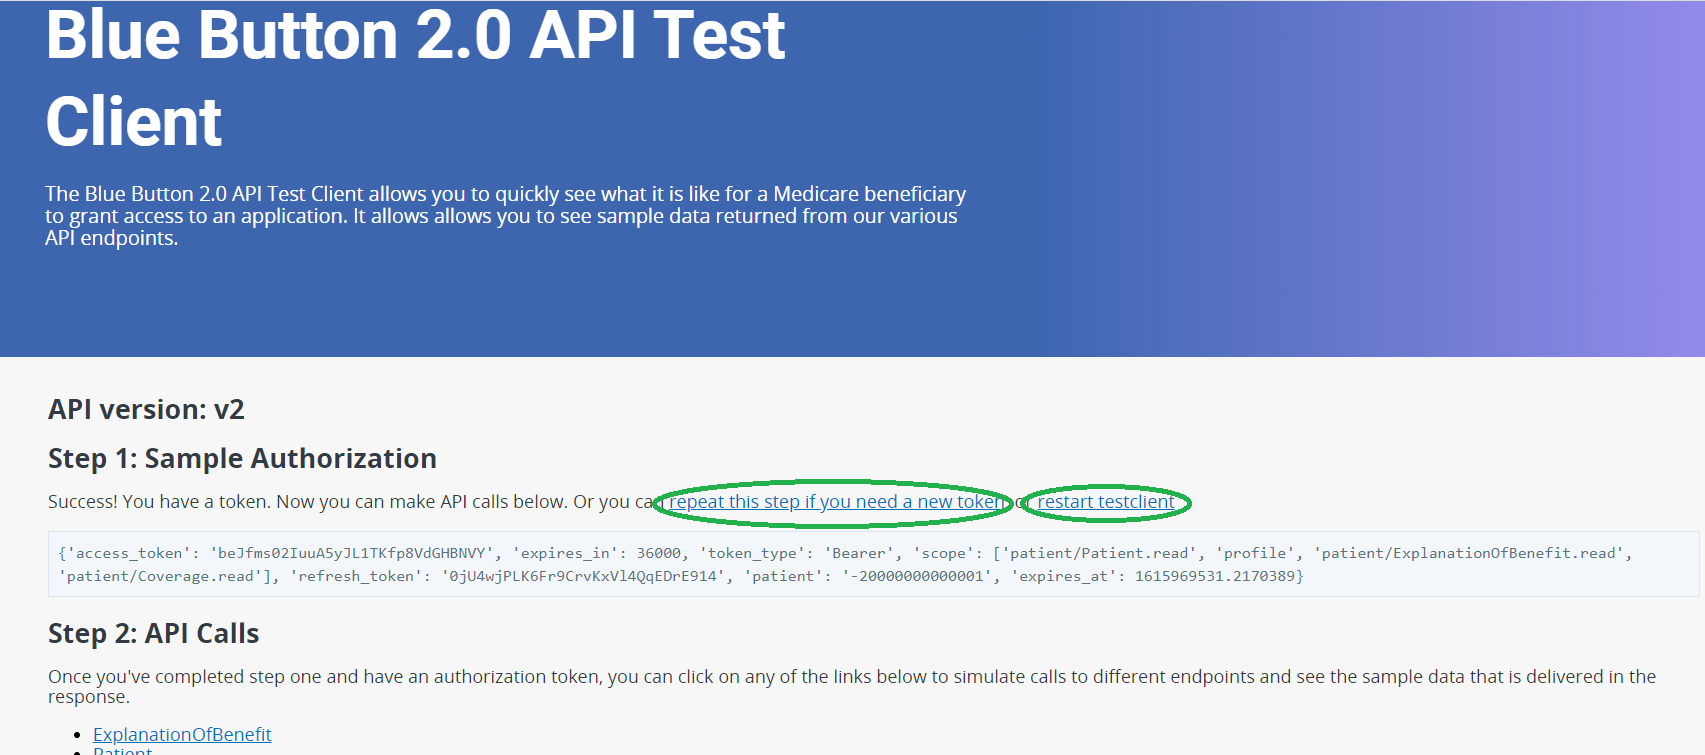 Blue Button 2.0 API Test
Client
The Blue Button 2.0 API Test Client allows you to quickly see what it is like for a Medicare beneficiary
to grant access to an application. It allows allows you to see sample data returned from our various
API endpoints.
API version: v2
Step 1: Sample Authorization
Success! You have a token. Now you can make API calls below. Or you can repeat this step if you need a new token or restart testclient
{'access_token': 'beJfms02IuuA5yJL1TKfp8VdGHBNVY', 'expires_in': 36000, 'token_type': 'Bearer', 'scope': ['patient/Patient.read', 'profile', 'patient/ExplanationOfBenefit.read',
'patient/Coverage.read'], 'refresh_token': '0jU4wjPLK6Fr9CrvKxVl4QqEDrE914', 'patient': '-20000000000001', 'expires_at': 1615969531.2170389}
Step 2: API Calls
Once you've completed step one and have an authorization token, you can click on any of the links below to simulate calls to different endpoints and see the sample data that is delivered in the
response.
• ExplanationOfBenefit
• Patient